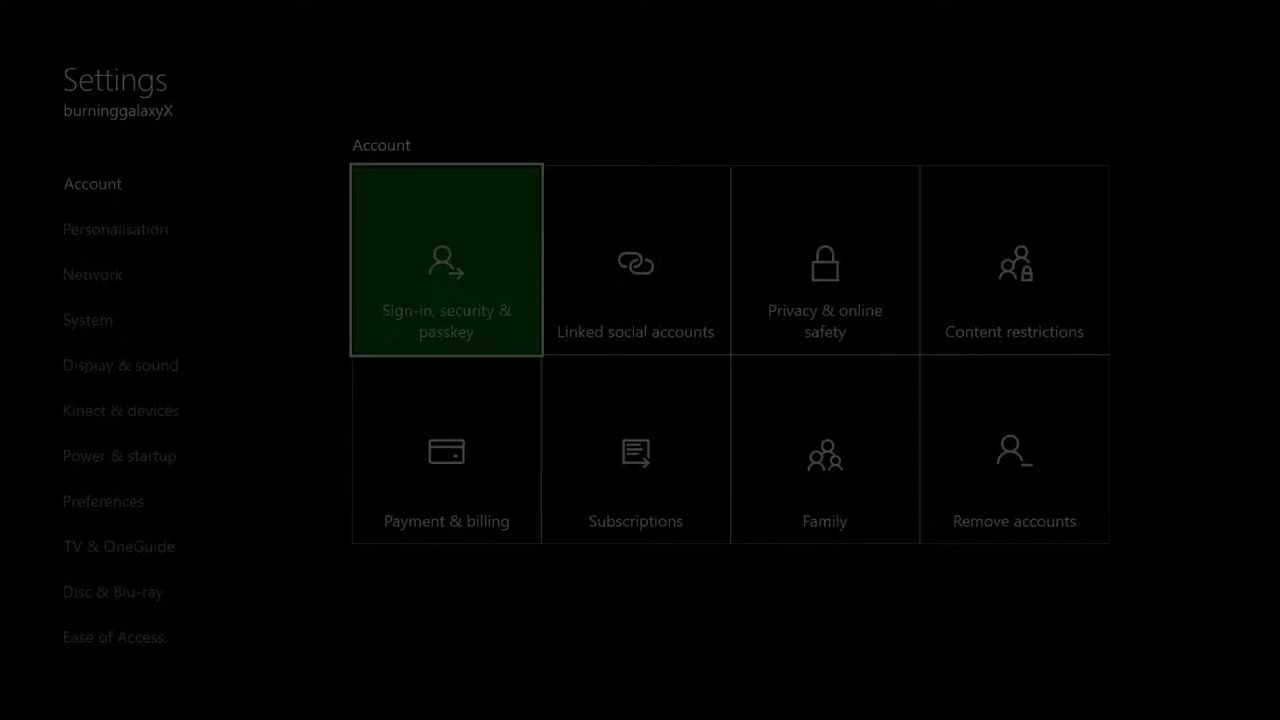 Settings
burninggalaxyX
Account
Personalisation
Network
System
Display & sound
Kinect & devices
Power & startup
Preferences
TV & OneGuide
Disc & Blu-ray
Ease of Access
Account
Sign-in, security &
passkey
Linked social accounts
Privacy & online
safety
Content restrictions
Payment & billing
Subscriptions
Family
Remove accounts